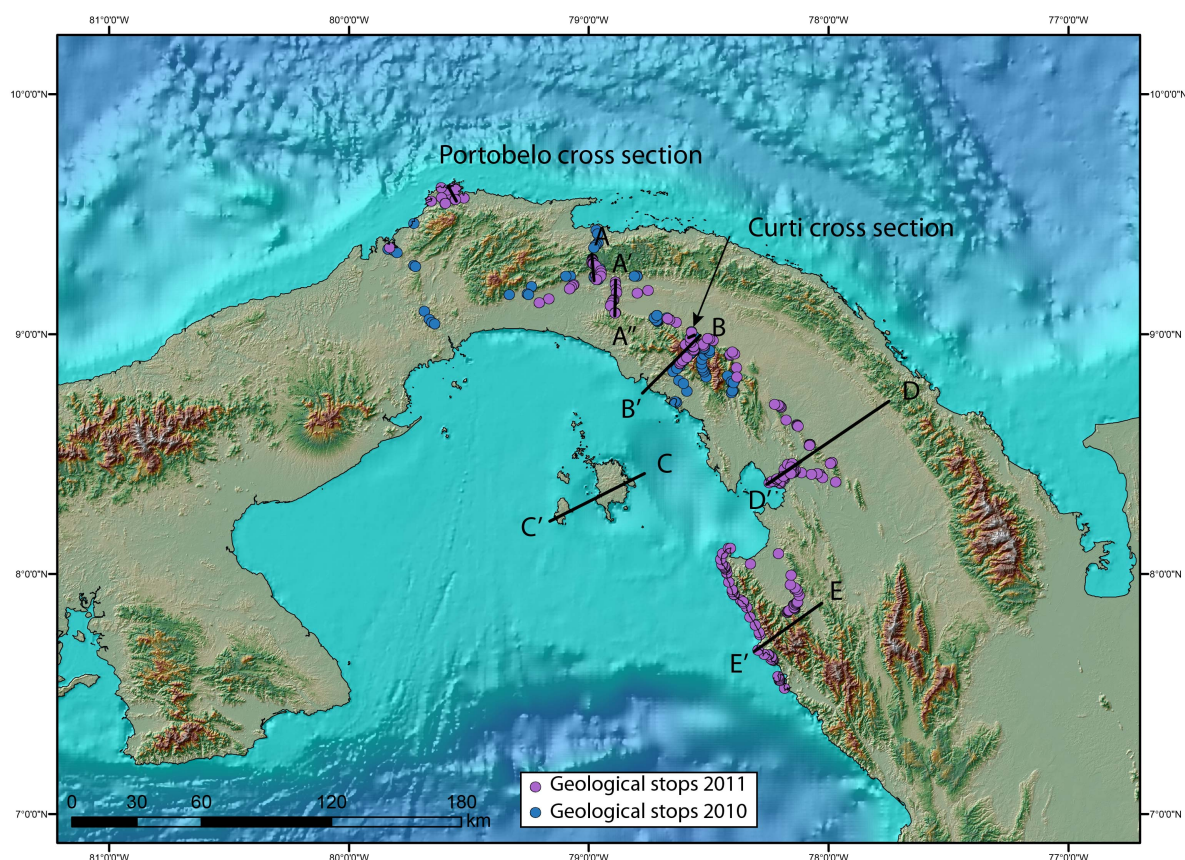 81°0'0"W 80°0'0"W 79°0'0"W 78°0'0"W 77°0'0"W
10°0'0"N 10°0'0"N
Portobelo cross section
Curti cross section
A
A'
9°0'0"N 9°0'0"N
A"
B
B'
D
C
D'
C'
8°0'0"N 8°0'0"N
E
E'
Geological stops 2011
0 30 60 120 180
Geological stops 2010
km
7°0'0"N 7°0'0"N
81°0'0"W 80°0'0"W 79°0'0"W 78°0'0"W 77°0'0"W